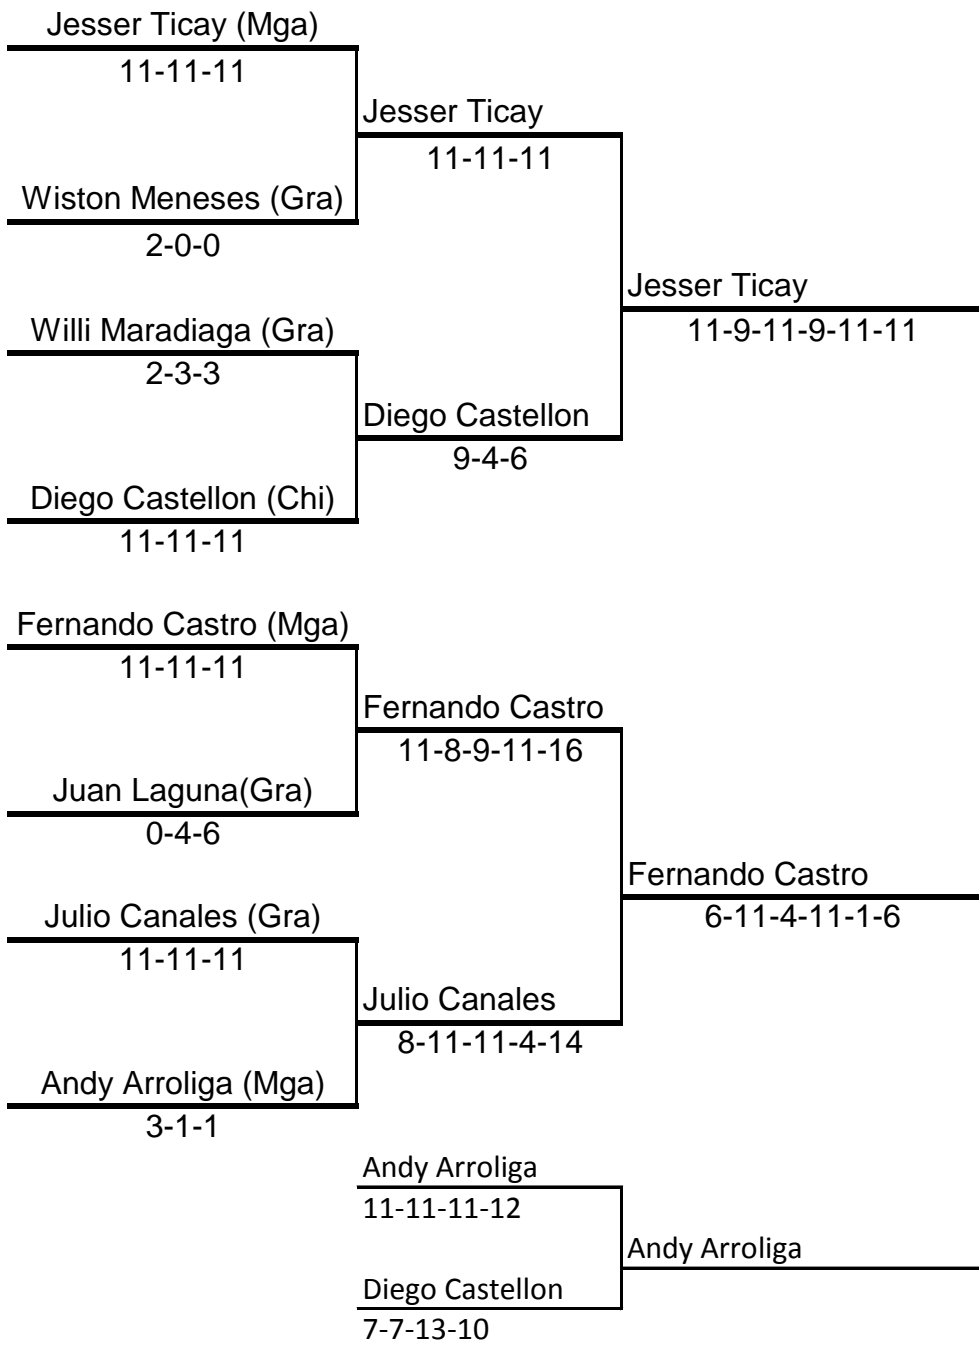 Jesser Ticay (Mga)
11-11-11
Jesser Ticay
11-11-11
Wiston Meneses (Gra)
2-0-0
Jesser Ticay
11-9-11-9-11-11
Willi Maradiaga (Gra)
2-3-3
Diego Castellon
9-4-6
Diego Castellon (Chi)
11-11-11
Fernando Castro (Mga)
11-11-11
Fernando Castro
11-8-9-11-16
Juan Laguna(Gra)
0-4-6
Fernando Castro
6-11-4-11-1-6
Julio Canales (Gra)
11-11-11
Julio Canales
8-11-11-4-14
Andy Arroliga (Mga)
3-1-1
Andy Arroliga
11-11-11-12
Andy Arroliga
Diego Castellon
7-7-13-10